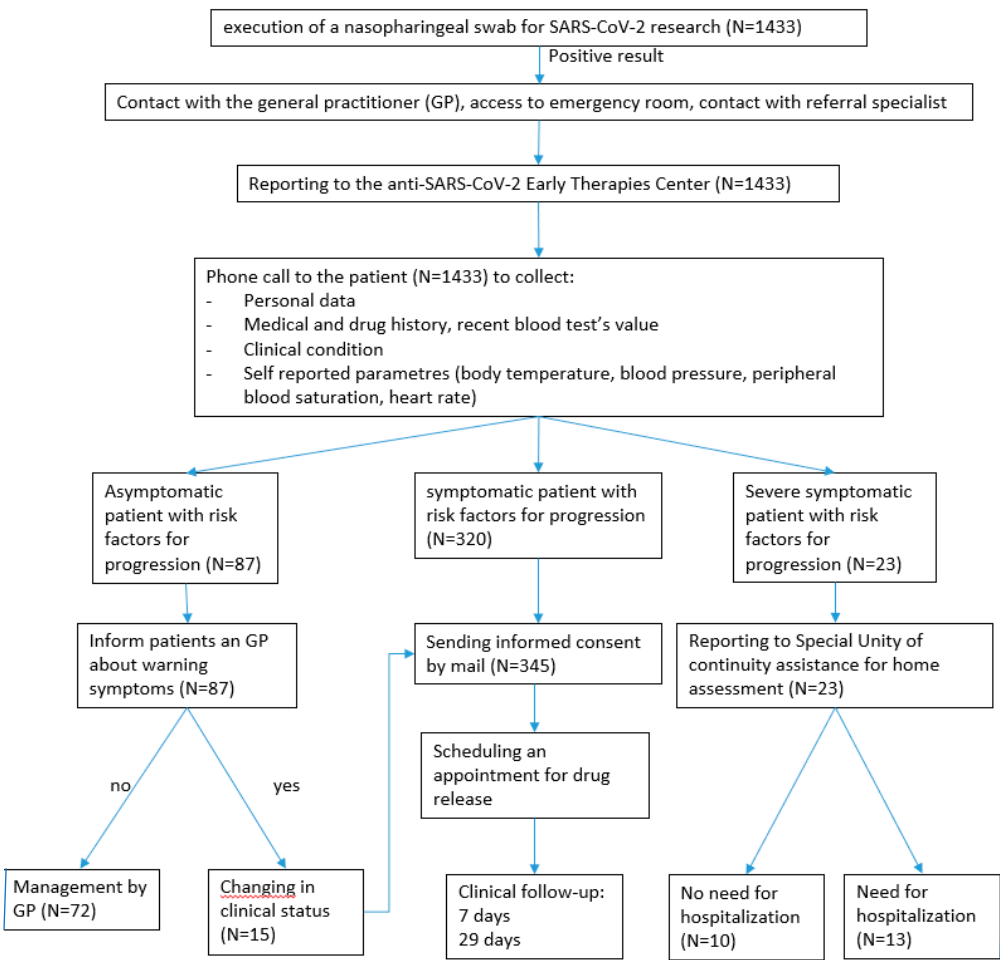 execution of a nasopharingeal swab for SARS-CoV-2 research (N=1433)
Positive result
Contact with the general practitioner (GP), access to emergency room, contact with referral specialist
Reporting to the anti-SARS-CoV-2 Early Therapies Center (N=1433)
Phone call to the patient (N=1433) to collect:
- Personal data
- Medical and drug history, recent blood test’s value
- Clinical condition
- Self reported parametres (body temperature, blood pressure, peripheral
blood saturation, heart rate)
Asymptomatic
patient with risk
factors for
progression (N=87)
symptomatic patient with
risk factors for progression
(N=320)
Severe symptomatic
patient with risk
factors for
progression (N=23)
Inform patients an GP
about warning
symptoms (N=87)
Sending informed consent
by mail (N=345)
Reporting to Special Unity of
continuity assistance for home
assessment (N=23)
Scheduling an
appointment for drug
release
no
yes
Management by
GP (N=72)
Changing in
clinical status
(N=15)
Clinical follow-up:
7 days
29 days
No need for
hospitalization
(N=10)
Need for
hospitalization
(N=13)